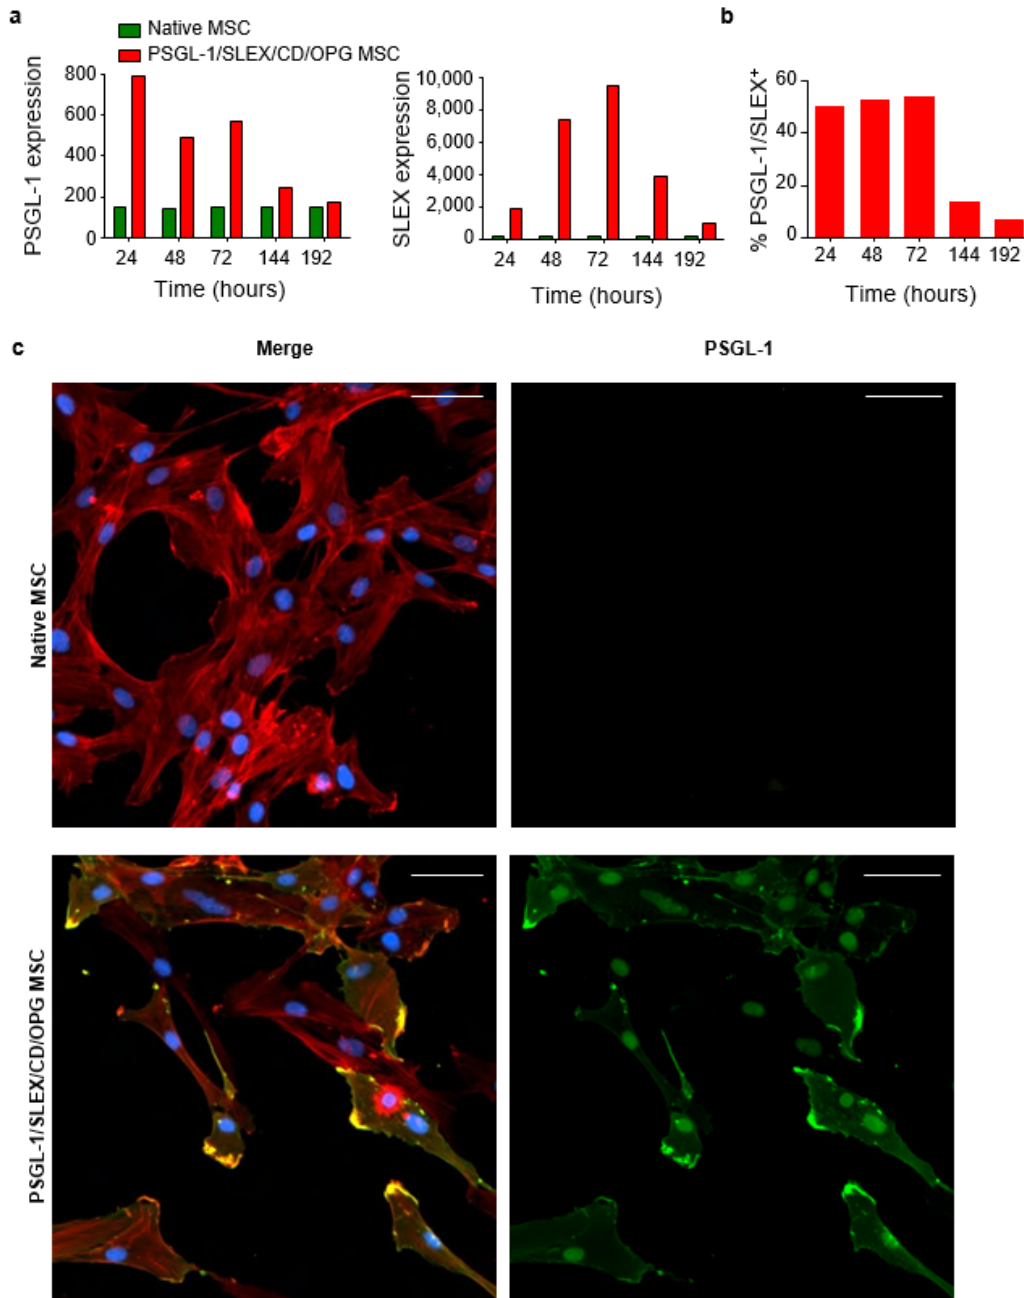 a
Native MSC
PSGL-1/SLEX/CD/OPG MSC
PSGL-1 expression
800
600
400
200
0
24 48 72 144 192
Time (hours)
SLEX expression
10,000
8,000
6,000
4,000
2,000
0
24 48 72 144 192
Time (hours)
b
% PSGL-1/SLEX+
60
40
20
0
24 48 72 144 192
Time (hours)
c
Merge
PSGL-1
Native MSC
PSGL-1/SLEX/CD/OPG MSC